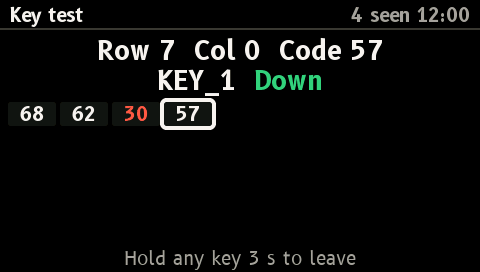 Key test 4 seen 12:00
Row 7 Col 0 Code 57
KEY_1 Down
68 62 30 57
Hold any key 3 s to leave